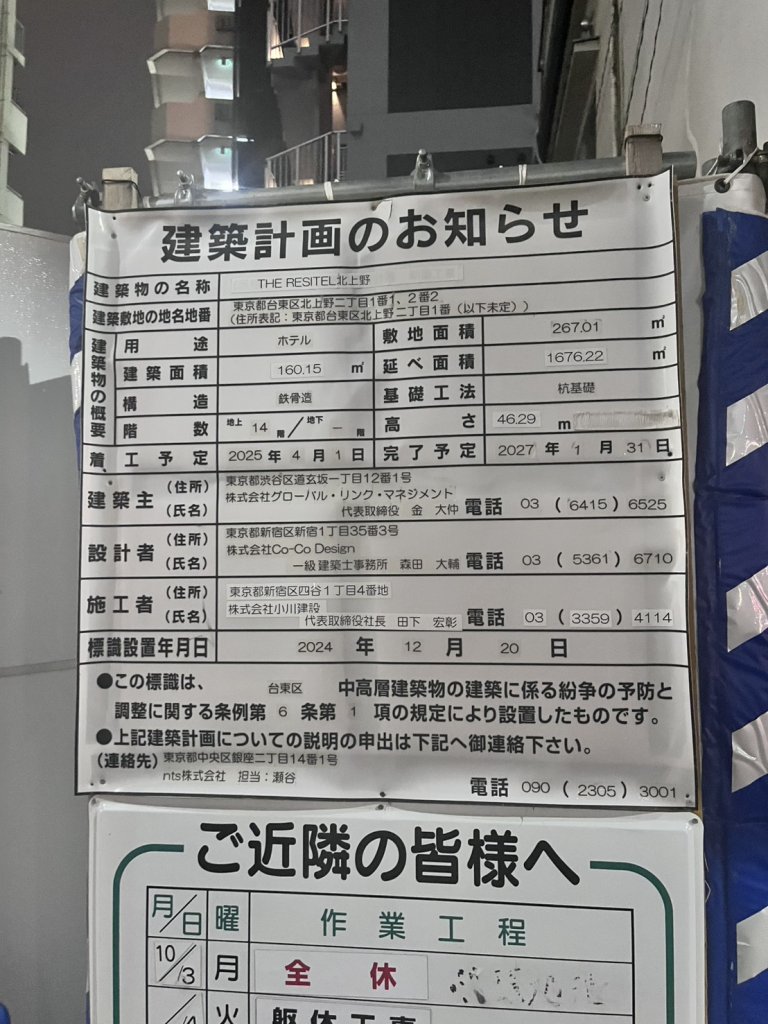 建築計画のお知らせ
建築物の名称 THE RESITEL北上野
建築敷地の地名地番 東京都台東区北上野二丁目1番1、2番2
(住所表記：東京都台東区北上野二丁目1番（以下未定）)
建築物の概要
用途 ホテル 敷地面積 267.01 ㎡
建築面積 160.15 ㎡ 延べ面積 1676.22 ㎡
構造 鉄骨造 基礎工法 杭基礎
階数 地上 14 階／地下 － 階 高さ 46.29 m
着工予定 2025年 4月 1日 完了予定 2027年 1月 31日
建築主 (住所) 東京都渋谷区道玄坂一丁目12番1号
(氏名) 株式会社グローバル・リンク・マネジメント
代表取締役 金 大仲 電話 03 (6415) 6525
設計者 (住所) 東京都新宿区新宿1丁目35番3号
(氏名) 株式会社Co-Co Design
一級建築士事務所 森田 大輔 電話 03 (5361) 6710
施工者 (住所) 東京都新宿区四谷1丁目4番地
(氏名) 株式会社小川建設
代表取締役社長 田下 宏彰 電話 03 (3359) 4114
標識設置年月日 2024 年 12 月 20 日
●この標識は、 台東区 中高層建築物の建築に係る紛争の予防と
調整に関する条例第 6 条第 1 項の規定により設置したものです。
●上記建築計画についての説明の申出は下記へ御連絡下さい。
(連絡先) 東京都中央区銀座二丁目14番1号
nts株式会社 担当：瀬谷 電話 090 (2305) 3001
ご近隣の皆様へ
月／日 曜 作業工程
10／3 月 全休
火 躯体工事